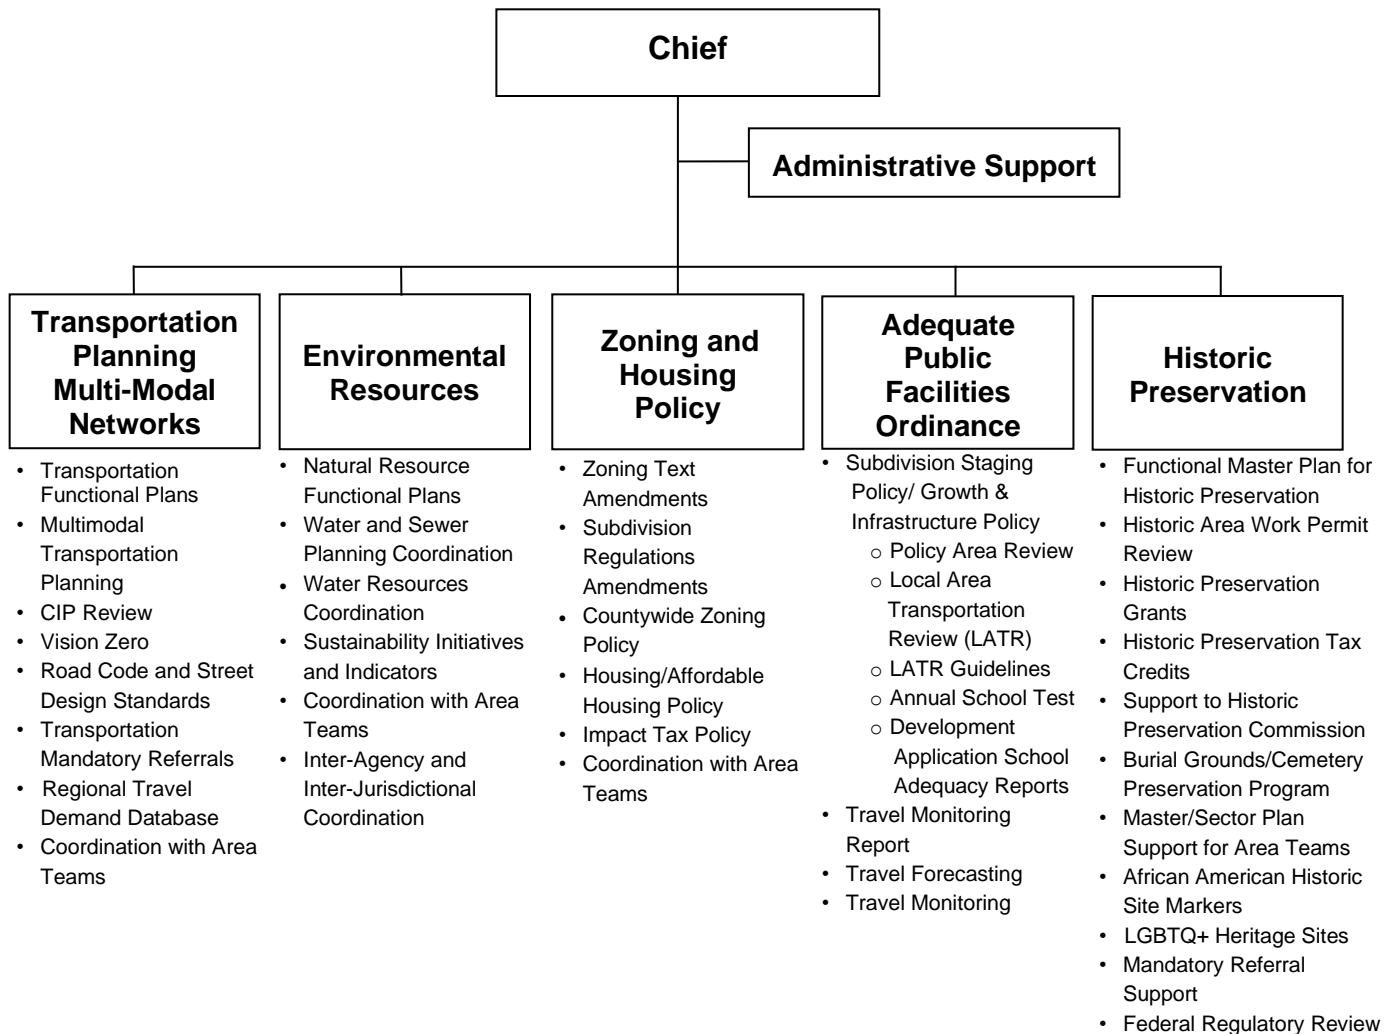 Chief
Administrative Support
Transportation
Planning
Multi-Modal
Networks
• Transportation
Functional Plans
• Multimodal
Transportation
Planning
• CIP Review
• Vision Zero
• Road Code and Street
Design Standards
• Transportation
Mandatory Referrals
• Regional Travel
Demand Database
• Coordination with Area
Teams
Environmental
Resources
• Natural Resource
Functional Plans
• Water and Sewer
Planning Coordination
• Water Resources
Coordination
• Sustainability Initiatives
and Indicators
• Coordination with Area
Teams
• Inter-Agency and
Inter-Jurisdictional
Coordination
Zoning and
Housing
Policy
• Zoning Text
Amendments
• Subdivision
Regulations
Amendments
• Countywide Zoning
Policy
• Housing/Affordable
Housing Policy
• Impact Tax Policy
• Coordination with Area
Teams
Adequate
Public
Facilities
Ordinance
• Subdivision Staging
Policy/ Growth &
Infrastructure Policy
o Policy Area Review
o Local Area
Transportation
Review (LATR)
o LATR Guidelines
o Annual School Test
o Development
Application School
Adequacy Reports
• Travel Monitoring
Report
• Travel Forecasting
• Travel Monitoring
Historic
Preservation
• Functional Master Plan for
Historic Preservation
• Historic Area Work Permit
Review
• Historic Preservation
Grants
• Historic Preservation Tax
Credits
• Support to Historic
Preservation Commission
• Burial Grounds/Cemetery
Preservation Program
• Master/Sector Plan
Support for Area Teams
• African American Historic
Site Markers
• LGBTQ+ Heritage Sites
• Mandatory Referral
Support
• Federal Regulatory Review